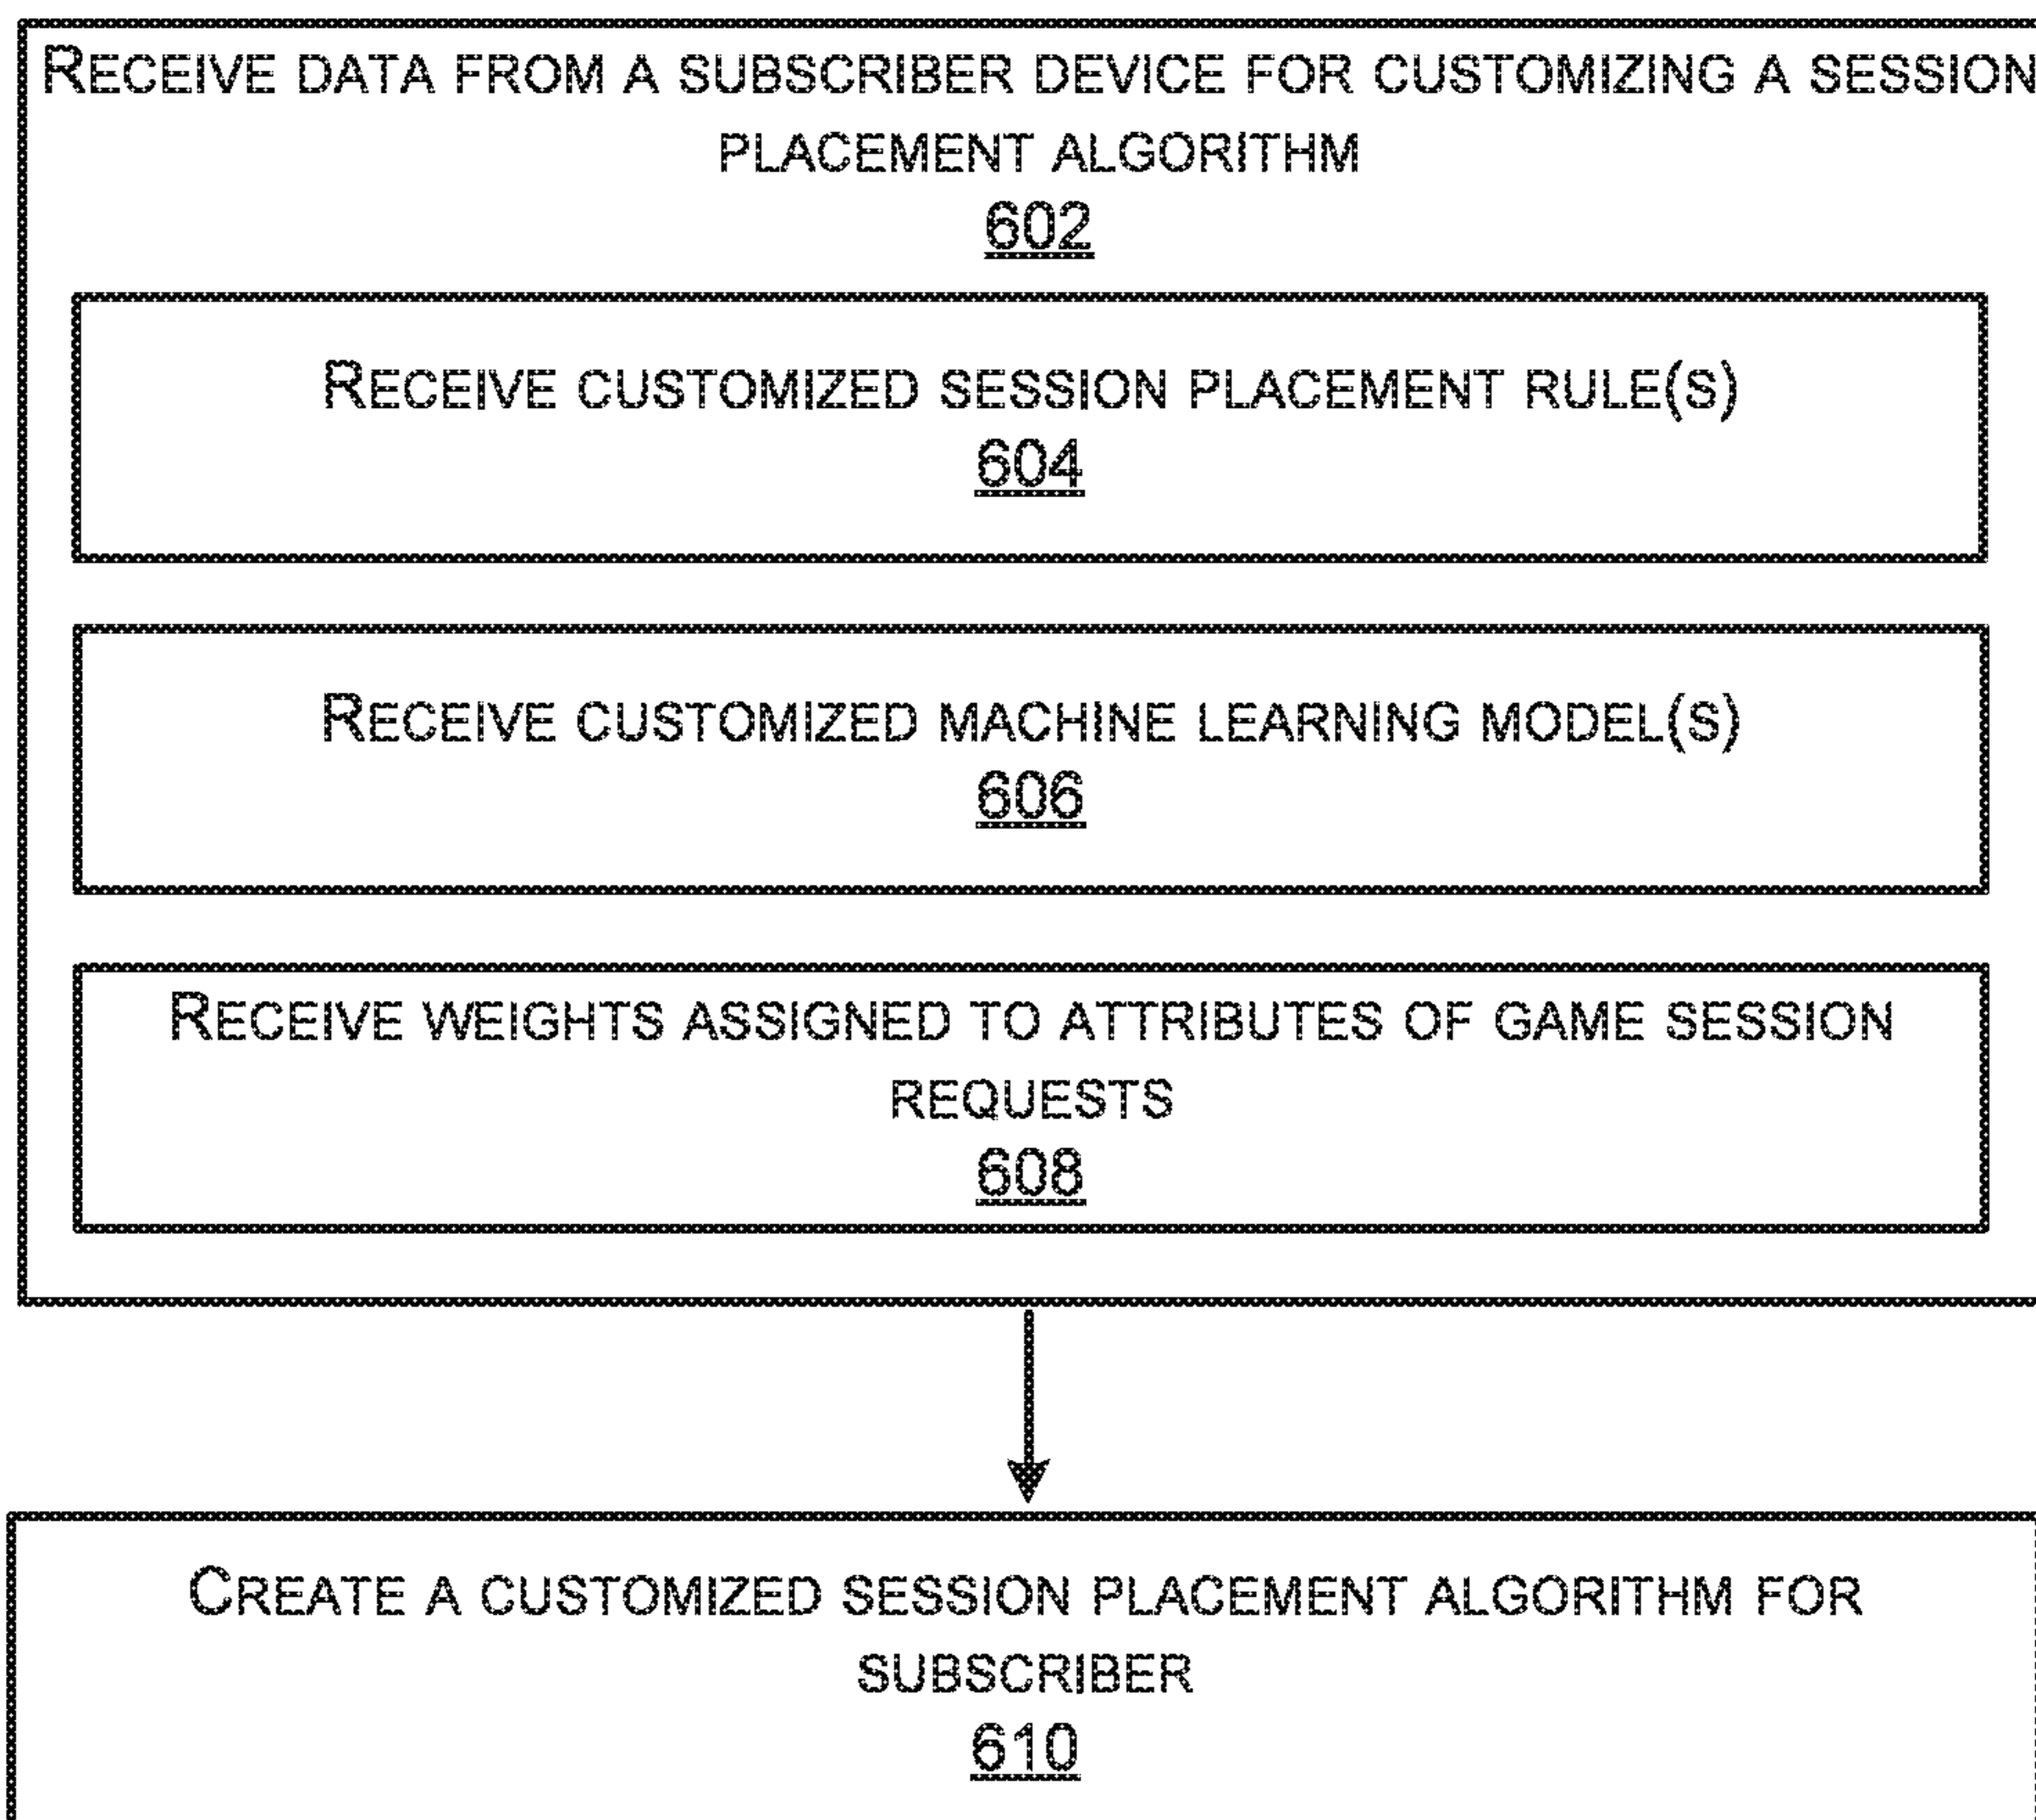 RECEIVE DATA FROM A SUBSCRIBER DEVICE FOR CUSTOMIZING A SESSION
PLACEMENT ALGORITHM
602
RECEIVE CUSTOMIZED SESSION PLACEMENT RULE(S)
604
RECEIVE CUSTOMIZED MACHINE LEARNING MODEL(S)
606
RECEIVE WEIGHTS ASSIGNED TO ATTRIBUTES OF GAME SESSION
REQUESTS
608
CREATE A CUSTOMIZED SESSION PLACEMENT ALGORITHM FOR
SUBSCRIBER
610